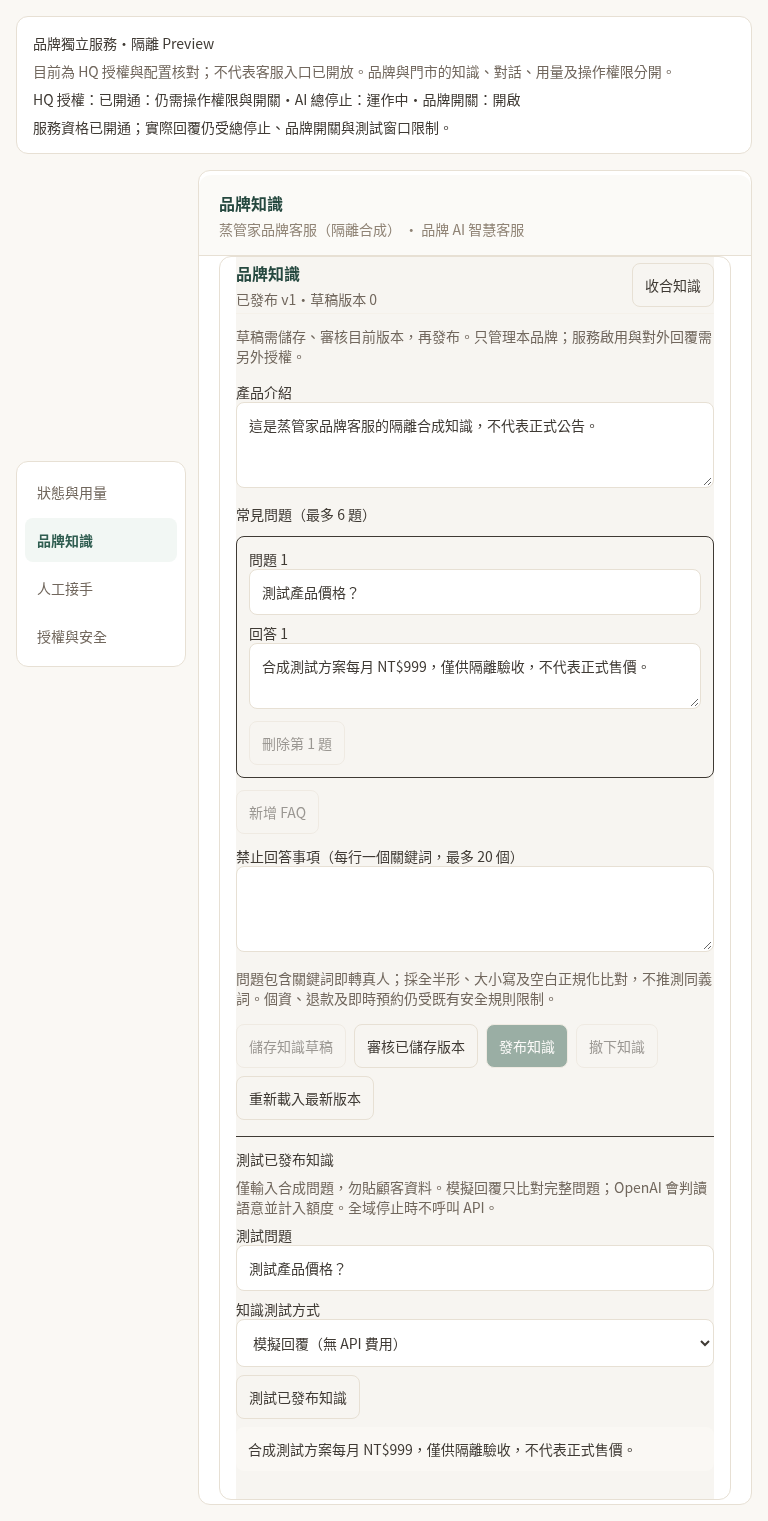 品牌獨立服務・隔離 Preview
目前為 HQ 授權與配置核對；不代表客服入口已開放。品牌與門市的知識、對話、用量及操作權限分開。
HQ 授權：已開通：仍需操作權限與開關・AI 總停止：運作中・品牌開關：開啟
服務資格已開通；實際回覆仍受總停止、品牌開關與測試窗口限制。
狀態與用量
品牌知識
人工接手
授權與安全
品牌知識
蒸管家品牌客服（隔離合成） ・ 品牌 AI 智慧客服
品牌知識
已發布 v1・草稿版本 0
收合知識
草稿需儲存、審核目前版本，再發布。只管理本品牌；服務啟用與對外回覆需
另外授權。
產品介紹
這是蒸管家品牌客服的隔離合成知識，不代表正式公告。
常見問題（最多 6 題）
問題 1
測試產品價格？
回答 1
合成測試方案每月 NT$999，僅供隔離驗收，不代表正式售價。
刪除第 1 題
新增 FAQ
禁止回答事項（每行一個關鍵詞，最多 20 個）
問題包含關鍵詞即轉真人；採全半形、大小寫及空白正規化比對，不推測同義
詞。個資、退款及即時預約仍受既有安全規則限制。
儲存知識草稿
審核已儲存版本
發布知識
撤下知識
重新載入最新版本
測試已發布知識
僅輸入合成問題，勿貼顧客資料。模擬回覆只比對完整問題；OpenAI 會判讀
語意並計入額度。全域停止時不呼叫 API。
測試問題
測試產品價格？
知識測試方式
模擬回覆（無 API 費用）
測試已發布知識
合成測試方案每月 NT$999，僅供隔離驗收，不代表正式售價。